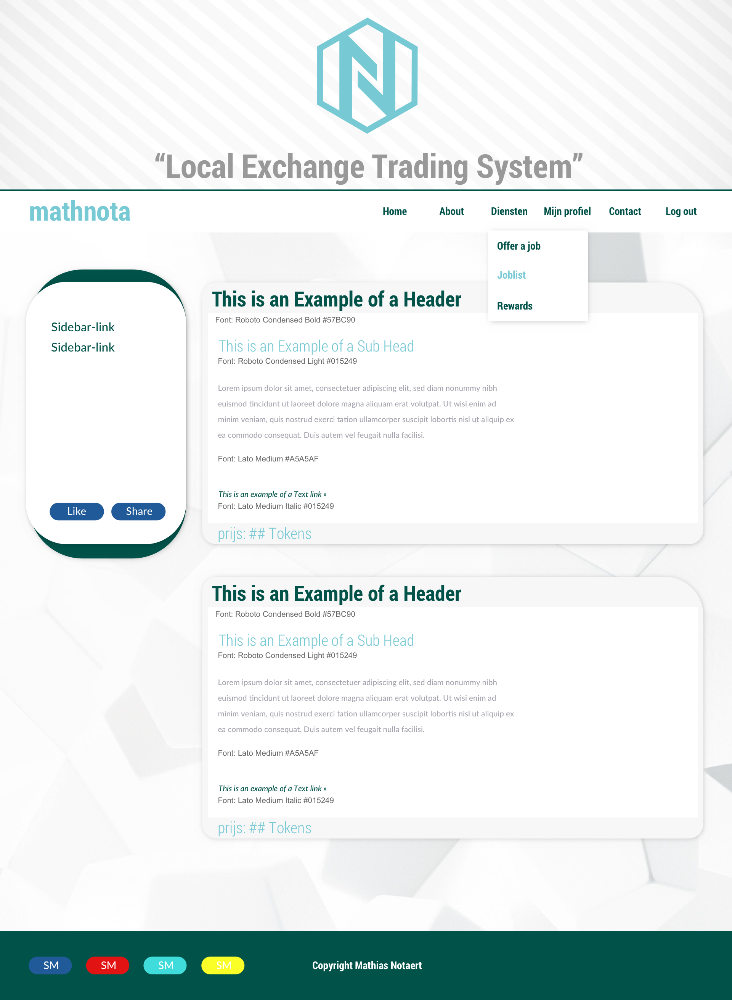 “Local Exchange Trading System”
mathnota
Home About Diensten Mijn profiel Contact Log out
Offer a job
Joblist
Rewards
Sidebar-link
Sidebar-link
Like Share
This is an Example of a Header
Font: Roboto Condensed Bold #57BC90
This is an Example of a Sub Head
Font: Roboto Condensed Light #015249
Lorem ipsum dolor sit amet, consectetuer adipiscing elit, sed diam nonummy nibh
euismod tincidunt ut laoreet dolore magna aliquam erat volutpat. Ut wisi enim ad
minim veniam, quis nostrud exerci tation ullamcorper suscipit lobortis nisl ut aliquip ex
ea commodo consequat. Duis autem vel feugait nulla facilisi.
Font: Lato Medium #A5A5AF
This is an example of a Text link »
Font: Lato Medium Italic #015249
prijs: ## Tokens
This is an Example of a Header
Font: Roboto Condensed Bold #57BC90
This is an Example of a Sub Head
Font: Roboto Condensed Light #015249
Lorem ipsum dolor sit amet, consectetuer adipiscing elit, sed diam nonummy nibh
euismod tincidunt ut laoreet dolore magna aliquam erat volutpat. Ut wisi enim ad
minim veniam, quis nostrud exerci tation ullamcorper suscipit lobortis nisl ut aliquip ex
ea commodo consequat. Duis autem vel feugait nulla facilisi.
Font: Lato Medium #A5A5AF
This is an example of a Text link »
Font: Lato Medium Italic #015249
prijs: ## Tokens
SM SM SM SM Copyright Mathias Notaert